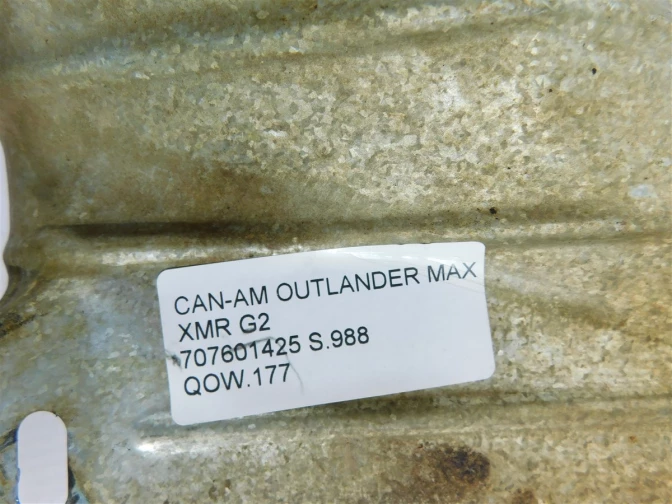 CAN-AM OUTLANDER MAX
XMR G2
707601425 S.988
QOW.177